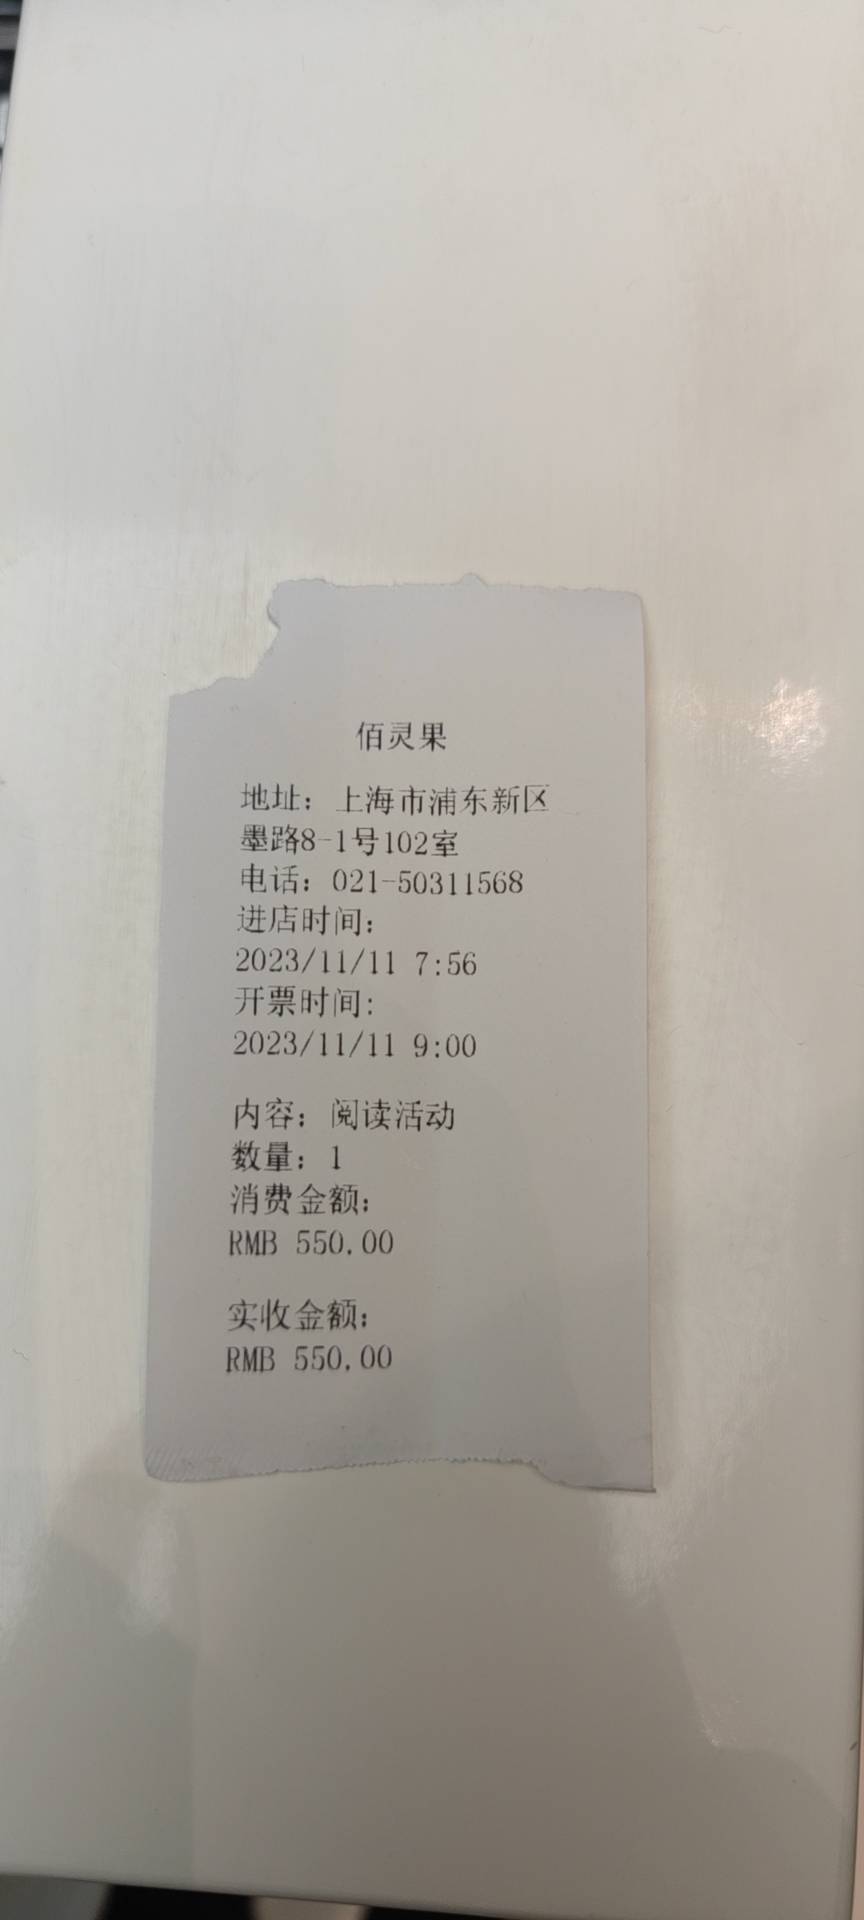 佰灵果
地址：上海市浦东新区
墨路8-1号102室
电话：021-50311568
进店时间：
2023/11/11 7:56
开票时间：
2023/11/11 9:00
内容：阅读活动
数量：1
消费金额：
RMB 550.00
实收金额：
RMB 550.00